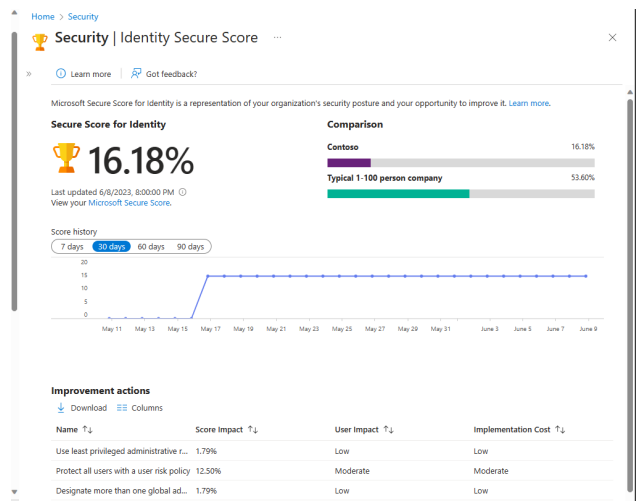 Home > Security
Security | Identity Secure Score ...
Learn more | Got feedback?
Microsoft Secure Score for Identity is a representation of your organization's security posture and your opportunity to improve it. Learn more.
Secure Score for Identity
16.18%
Last updated 6/8/2023, 8:00:00 PM
View your Microsoft Secure Score.
Comparison
Contoso 16.18%
Typical 1-100 person company 53.60%
Score history
7 days 30 days 60 days 90 days
20
15
10
5
0
May 11 May 13 May 15 May 17 May 19 May 21 May 23 May 25 May 27 May 29 May 31 June 3 June 5 June 7 June 9
Improvement actions
Download Columns
Name ↑↓ Score Impact ↑↓ User Impact ↑↓ Implementation Cost ↑↓
Use least privileged administrative r... 1.79% Low Low
Protect all users with a user risk policy 12.50% Moderate Moderate
Designate more than one global ad... 1.79% Low Low